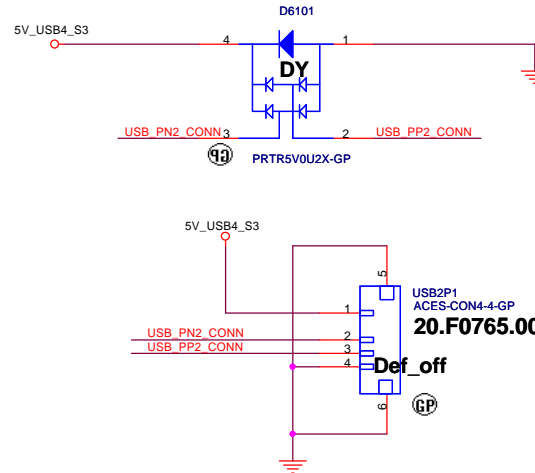 D6101
5V_USB4_S3
4
1
DY
USB_PN2_CONN
3
2
USB_PP2_CONN
GP
PRTR5V0U2X-GP
5V_USB4_S3
5
USB2P1
ACES-CON4-4-GP
20.F0765.00
1
USB_PN2_CONN
2
USB_PP2_CONN
3
4
Def_off
6
GP